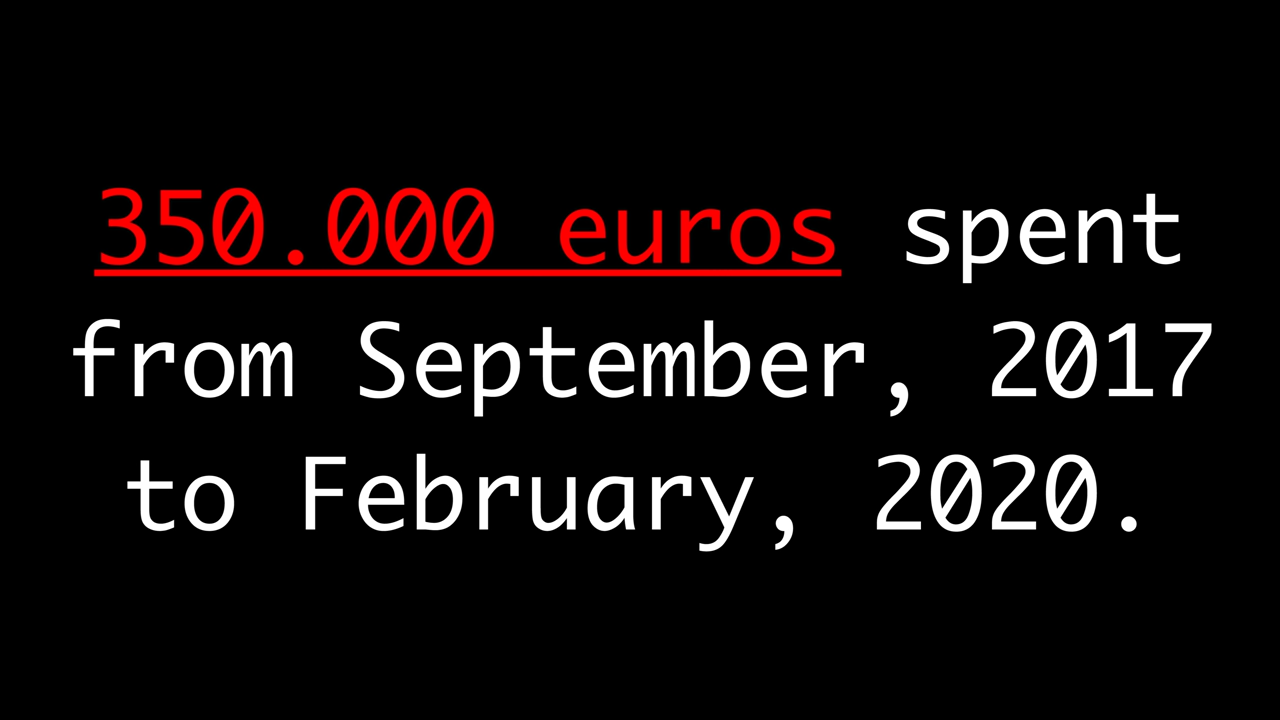 350.000 euros spent
from September, 2017
to February, 2020.